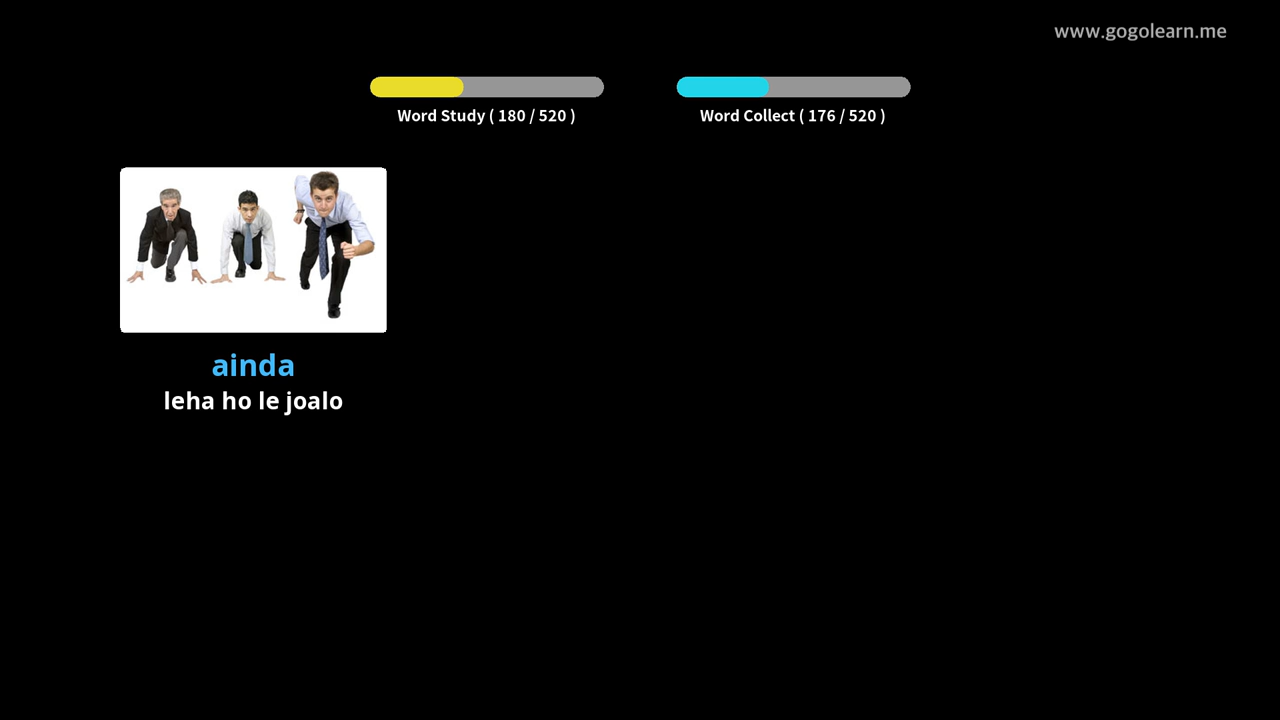 www.gogolearn.me
Word Study ( 180 / 520 )
Word Collect ( 176 / 520 )
ainda
leha ho le joalo